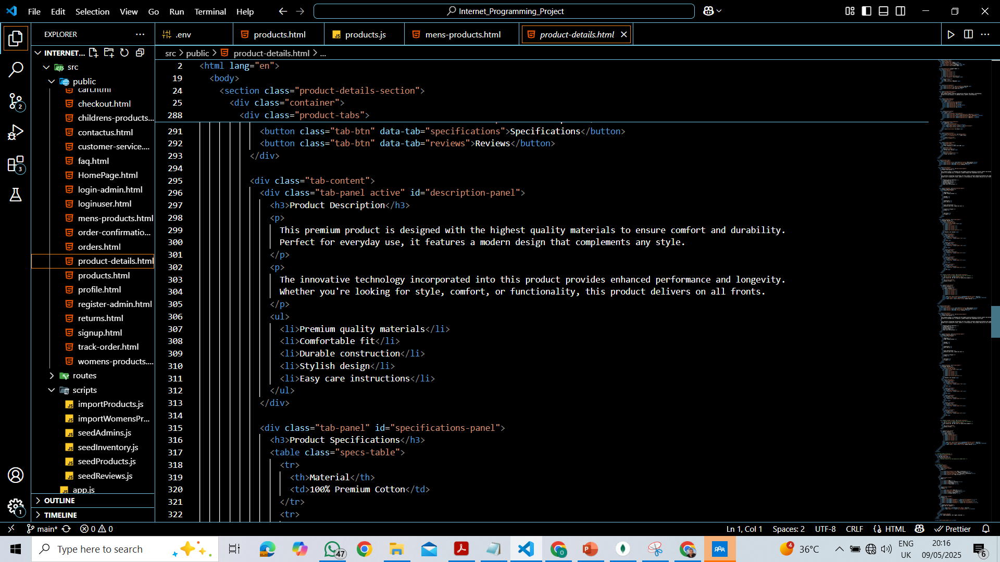 File Edit Selection View Go Run Terminal Help
Internet_Programming_Project
EXPLORER
.env
products.html
products.js
mens-products.html
product-details.html
INTERNET...
src > public > product-details.html > ...
src
public
cart.html
checkout.html
childrens-products...
contactus.html
customer-service....
faq.html
HomePage.html
login-admin.html
loginuser.html
mens-products.html
order-confirmatio...
orders.html
product-details.html
products.html
profile.html
register-admin.html
returns.html
signup.html
track-order.html
womens-products....
routes
scripts
importProducts.js
importWomensPr...
seedAdmins.js
seedInventory.js
seedProducts.js
seedReviews.js
app.js
OUTLINE
TIMELINE
2
3
1
2 <html lang="en">
19 <body>
24 <section class="product-details-section">
25 <div class="container">
288 <div class="product-tabs">
291 <button class="tab-btn" data-tab="specifications">Specifications</button>
292 <button class="tab-btn" data-tab="reviews">Reviews</button>
293 </div>
294
295 <div class="tab-content">
296 <div class="tab-panel active" id="description-panel">
297 <h3>Product Description</h3>
298 <p>
299 This premium product is designed with the highest quality materials to ensure comfort and durability.
300 Perfect for everyday use, it features a modern design that complements any style.
301 </p>
302 <p>
303 The innovative technology incorporated into this product provides enhanced performance and longevity.
304 Whether you're looking for style, comfort, or functionality, this product delivers on all fronts.
305 </p>
306 <ul>
307 <li>Premium quality materials</li>
308 <li>Comfortable fit</li>
309 <li>Durable construction</li>
310 <li>Stylish design</li>
311 <li>Easy care instructions</li>
312 </ul>
313 </div>
314
315 <div class="tab-panel" id="specifications-panel">
316 <h3>Product Specifications</h3>
317 <table class="specs-table">
318 <tr>
319 <th>Material</th>
320 <td>100% Premium Cotton</td>
321 </tr>
322 <tr>
main* 0 0
Ln 1, Col 1 Spaces: 2 UTF-8 CRLF HTML Prettier
Type here to search
47
4
36°C
ENG
UK
20:16
09/05/2025
6